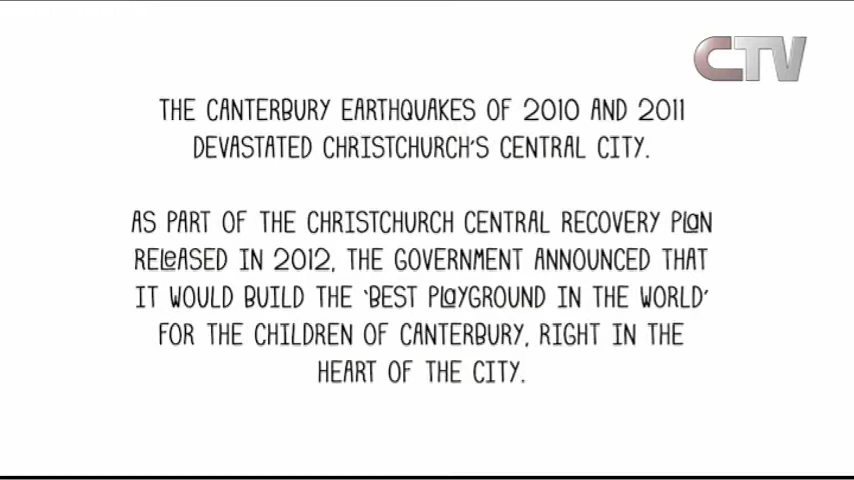 CTV
THE CANTERBURY EARTHQUAKES OF 2010 AND 2011
DEVASTATED CHRISTCHURCH'S CENTRAL CITY.
AS PART OF THE CHRISTCHURCH CENTRAL RECOVERY PLaN
RELeASED IN 2012, THE GOVERNMENT ANNOUNCED THAT
IT WOULD BUILD THE 'BEST PLaYGROUND IN THE WORLD'
FOR THE CHILDREN OF CANTERBURY, RIGHT IN THE
HEART OF THE CITY.